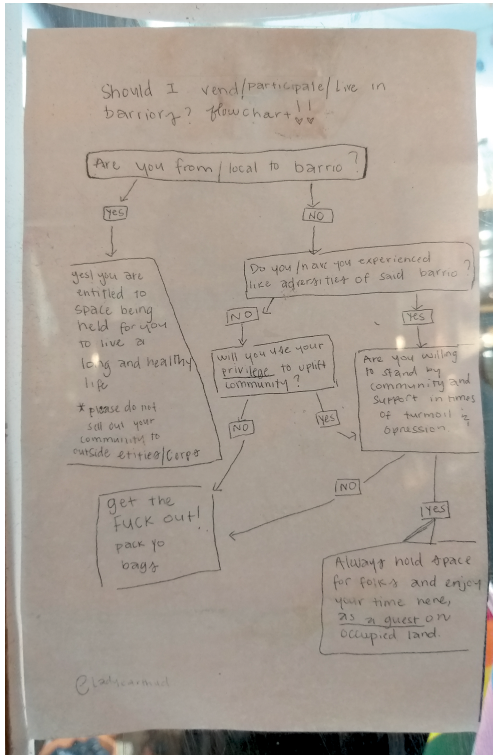 Should I vend/participate/live in
barrios? flowchart!!
Are you from/local to barrio?
yes
NO
yes! you are
entitled to
space being
held for you
to live a
long and healthy
life
* please do not
sell out your
community to
outside etities/corps
Do you/have you experienced
like adversities of said barrio?
NO
yes
will you use your
privilege to uplift
community?
NO
yes
Are you willing
to stand by
community and
support in times
of turmoil &
opression?
NO
yes
get the
FUCK out!
pack yo
bags
Always hold space
for folks and enjoy
your time here,
as a guest on
occupied land.